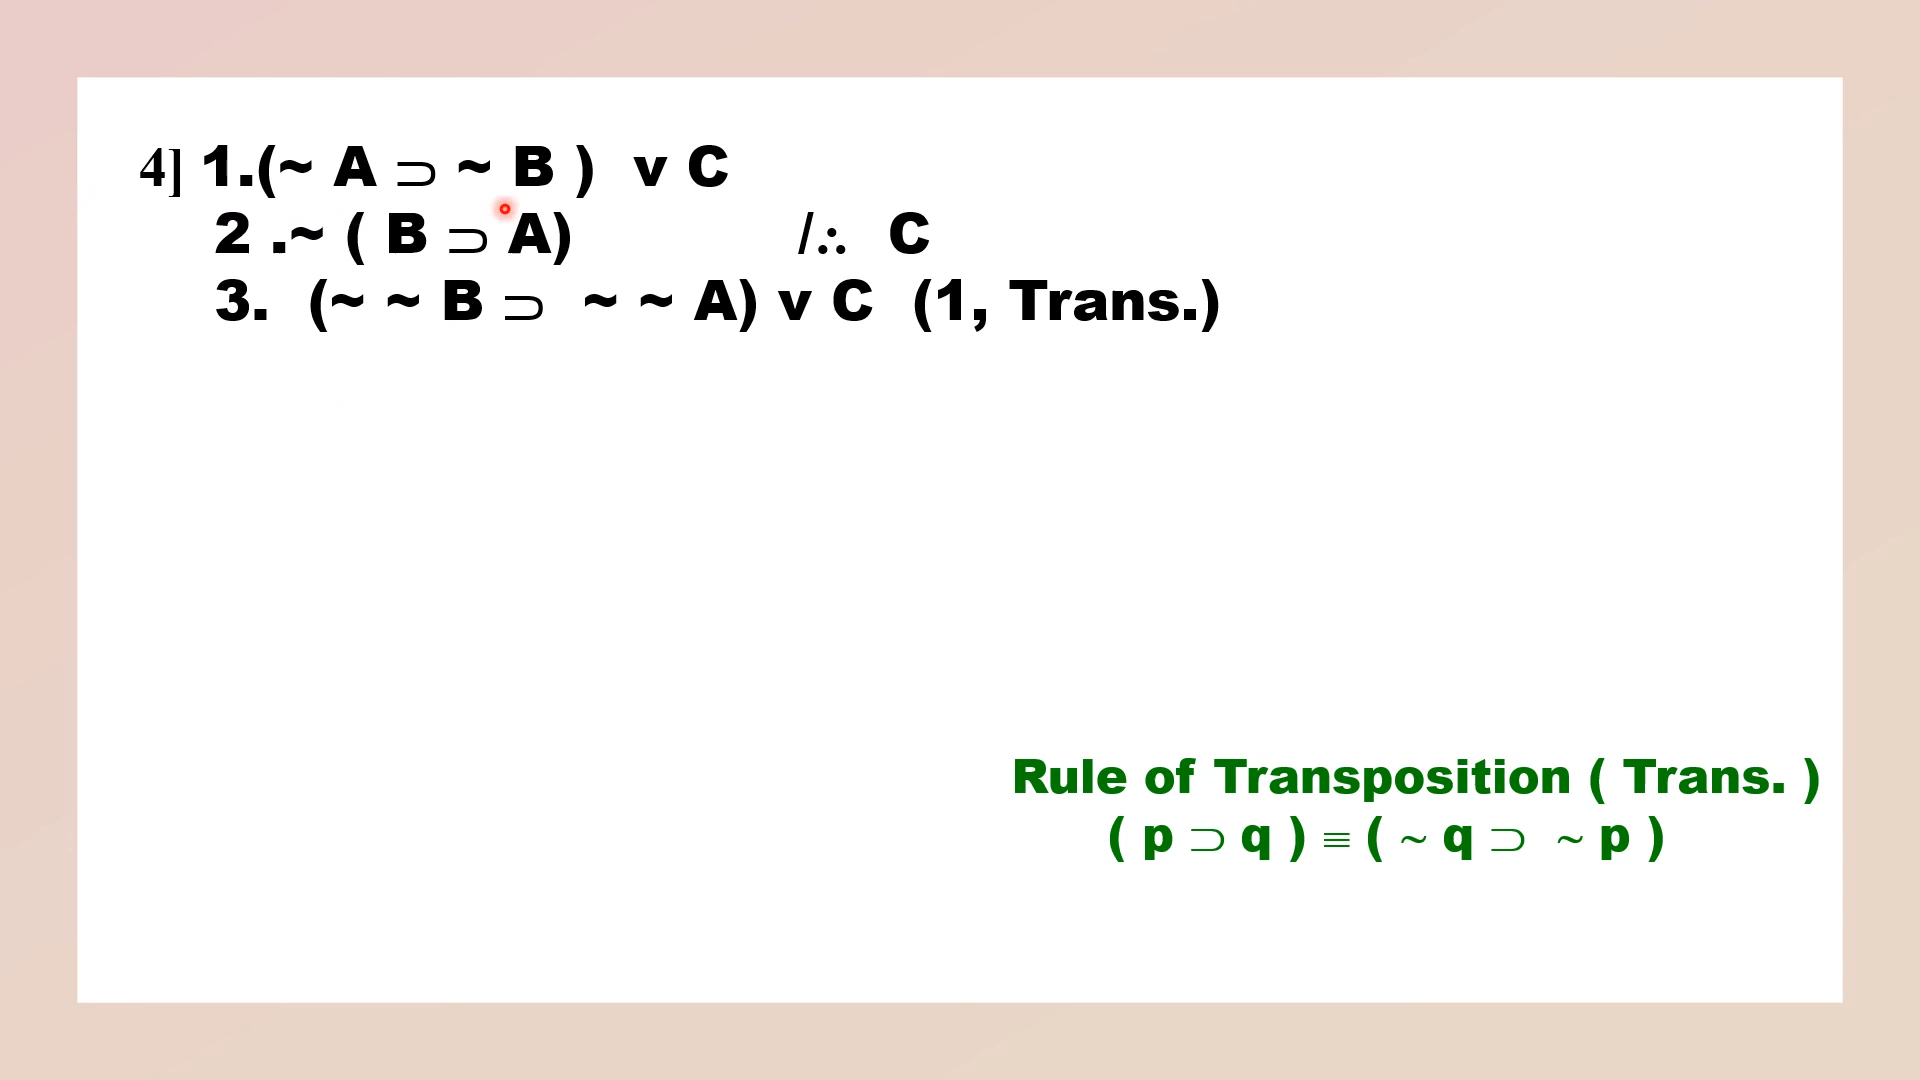 4] 1.(~ A ⊃ ~ B ) v C
2 .~ ( B ⊃ A) /∴ C
3. (~ ~ B ⊃ ~ ~ A) v C (1, Trans.)
Rule of Transposition ( Trans. )
( p ⊃ q ) ≡ ( ~ q ⊃ ~ p )